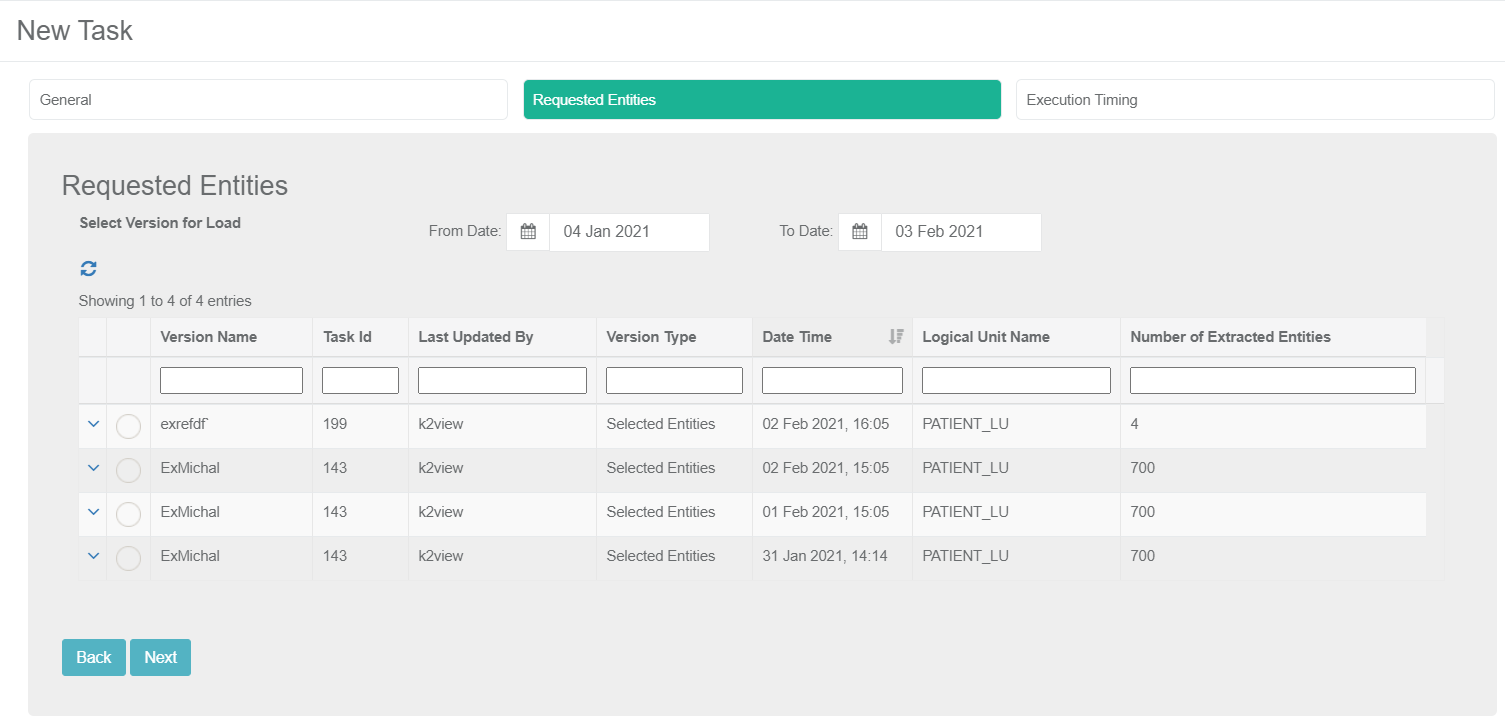 New Task
General Requested Entities Execution Timing
Requested Entities
Select Version for Load From Date: 04 Jan 2021 To Date: 03 Feb 2021
Showing 1 to 4 of 4 entries
Version Name Task Id Last Updated By Version Type Date Time Logical Unit Name Number of Extracted Entities
exrefdf` 199 k2view Selected Entities 02 Feb 2021, 16:05 PATIENT_LU 4
ExMichal 143 k2view Selected Entities 02 Feb 2021, 15:05 PATIENT_LU 700
ExMichal 143 k2view Selected Entities 01 Feb 2021, 15:05 PATIENT_LU 700
ExMichal 143 k2view Selected Entities 31 Jan 2021, 14:14 PATIENT_LU 700
Back Next